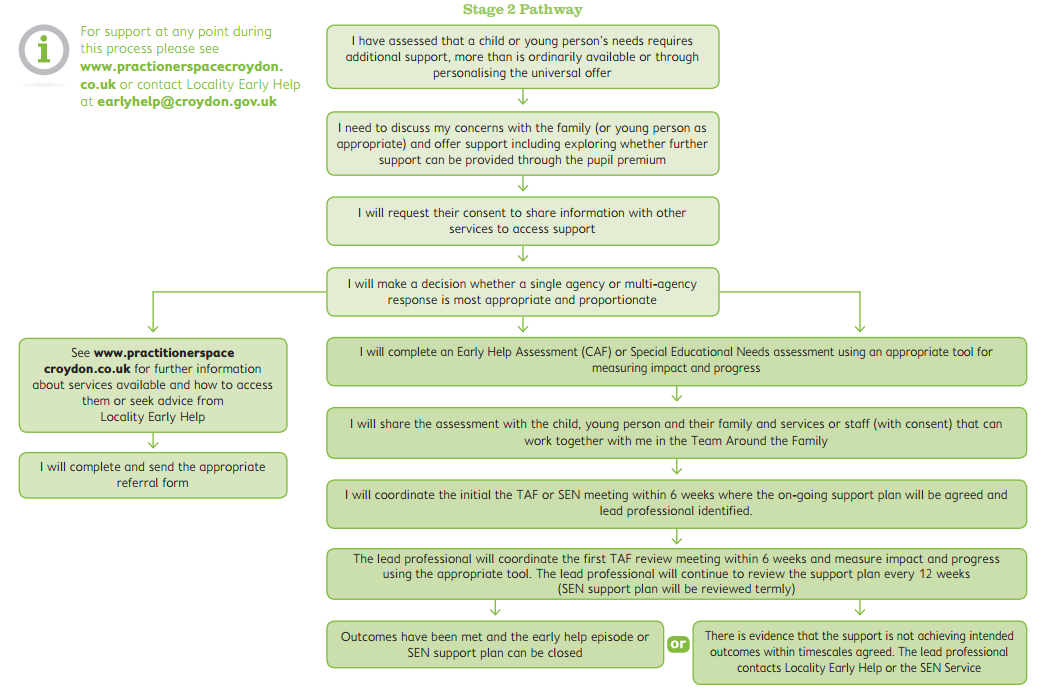 Stage 2 Pathway
For support at any point during
this process please see
www.practionerspacecroydon.
co.uk or contact Locality Early Help
at earlyhelp@croydon.gov.uk
I have assessed that a child or young person's needs requires
additional support, more than is ordinarily available or through
personalising the universal offer
I need to discuss my concerns with the family (or young person as
appropriate) and offer support including exploring whether further
support can be provided through the pupil premium
I will request their consent to share information with other
services to access support
I will make a decision whether a single agency or multi-agency
response is most appropriate and proportionate
See www.practitionerspace
croydon.co.uk for further information
about services available and how to access
them or seek advice from
Locality Early Help
I will complete and send the appropriate
referral form
I will complete an Early Help Assessment (CAF) or Special Educational Needs assessment using an appropriate tool for
measuring impact and progress
I will share the assessment with the child, young person and their family and services or staff (with consent) that can
work together with me in the Team Around the Family
I will coordinate the initial the TAF or SEN meeting within 6 weeks where the on-going support plan will be agreed and
lead professional identified.
The lead professional will coordinate the first TAF review meeting within 6 weeks and measure impact and progress
using the appropriate tool. The lead professional will continue to review the support plan every 12 weeks
(SEN support plan will be reviewed termly)
Outcomes have been met and the early help episode or
SEN support plan can be closed
or
There is evidence that the support is not achieving intended
outcomes within timescales agreed. The lead professional
contacts Locality Early Help or the SEN Service